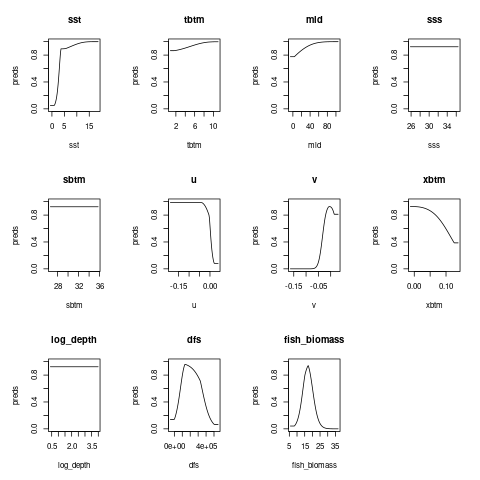 sst
tbtm
mld
sss
preds
0.0 0.4 0.8
preds
0.0 0.4 0.8
preds
0.0 0.4 0.8
preds
0.0 0.4 0.8
0 5 15
2 6 10
0 40 80
26 30 34
sst
tbtm
mld
sss
sbtm
u
v
xbtm
preds
0.0 0.4 0.8
preds
0.0 0.4 0.8
preds
0.0 0.4 0.8
preds
0.0 0.4 0.8
28 32 36
-0.15 0.00
-0.15 -0.05
0.00 0.10
sbtm
u
v
xbtm
log_depth
dfs
fish_biomass
preds
0.0 0.4 0.8
preds
0.0 0.4 0.8
preds
0.0 0.4 0.8
0.5 2.0 3.5
0e+00 4e+05
5 15 25 35
log_depth
dfs
fish_biomass